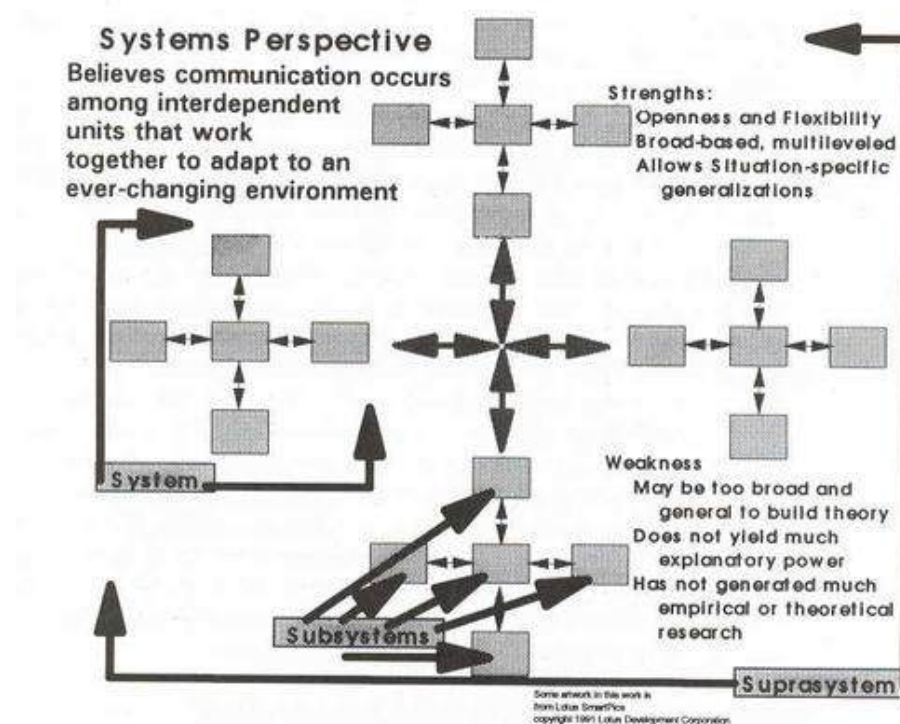 Systems Perspective
Believes communication occurs
among interdependent
units that work
together to adapt to an
ever-changing environment
Strengths:
Openness and Flexibility
Broad-based, multileveled
Allows Situation-specific
generalizations
System
Weakness
May be too broad and
general to build theory
Does not yield much
explanatory power
Has not generated much
empirical or theoretical
research
Subsystems
Suprasystem
Some artwork in this work is
from Lotus SmartPics
copyright 1991 Lotus Development Corporation